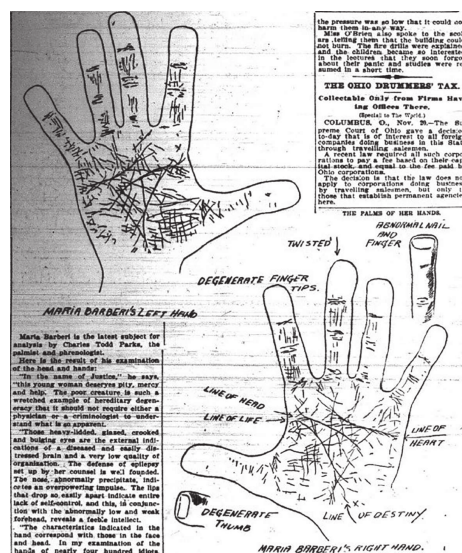 the pressure was so low that it could
harm them in any way.
Miss O'Brien also spoke to the
telling them that the building
not burn. The fire drills were
and the children became so
in the lectures that they soon
about their panic and studies were
sumed in a short time.
THE OHIO DRUMMERS' TAX.
Collectable Only from Firms Hav
ing Offices There.
(Special to The World.)
COLUMBUS, O., Nov.
preme Court of Ohio gave a
to-day that is of interest to all
companies doing business in this
through travelling salesmen.
A recent law required all such
rations to pay a fee based on their
ital stock, and equal to the fee paid
Ohio corporations.
The decision is that the law does
apply to corporations doing
by travelling salesmen, but only
those that establish permanent
here.
THE PALMS OF HER HANDS.
ABNORMAL NAIL
AND
FINGER
TWISTED
DEGENERATE FINGER
TIPS.
MARIA BARBERI'S LEFT HAND
Maria Barberi is the latest subject for
analysis by Charles Todd Parks, the
palmist and phrenologist.
Here is the result of his examination
of the head and hands:
"In the name of Justice," he says,
"this young woman deserves pity, mercy
and help. The poor creature is such a
wretched example of hereditary degen-
eracy that it should not require either a
physician or a criminologist to under-
stand what is so apparent.
"Those heavy-lidded, glazed, crooked
and bulging eyes are the external indi-
cations of a diseased and easily dis-
tressed brain and a very low quality of
organization. The defense of epilepsy
set up by her counsel is well founded.
The nose, abnormally precipitate, indi-
cates an overpowering impulse. The lips
that drop so easily apart indicate entire
lack of self-control, and this, in conjunc-
tion with the abnormally low and weak
forehead, reveals a feeble intellect.
"The characteristics indicated in the
hand correspond with those in the face
and head. In my examination of the
hands of nearly four hundred idiots
LINE OF HEAD
LINE OF LIFE
LINE OF
HEART
DEGENERATE
THUMB
LINE OF DESTINY
MARIA BARBERI'S RIGHT HAND.